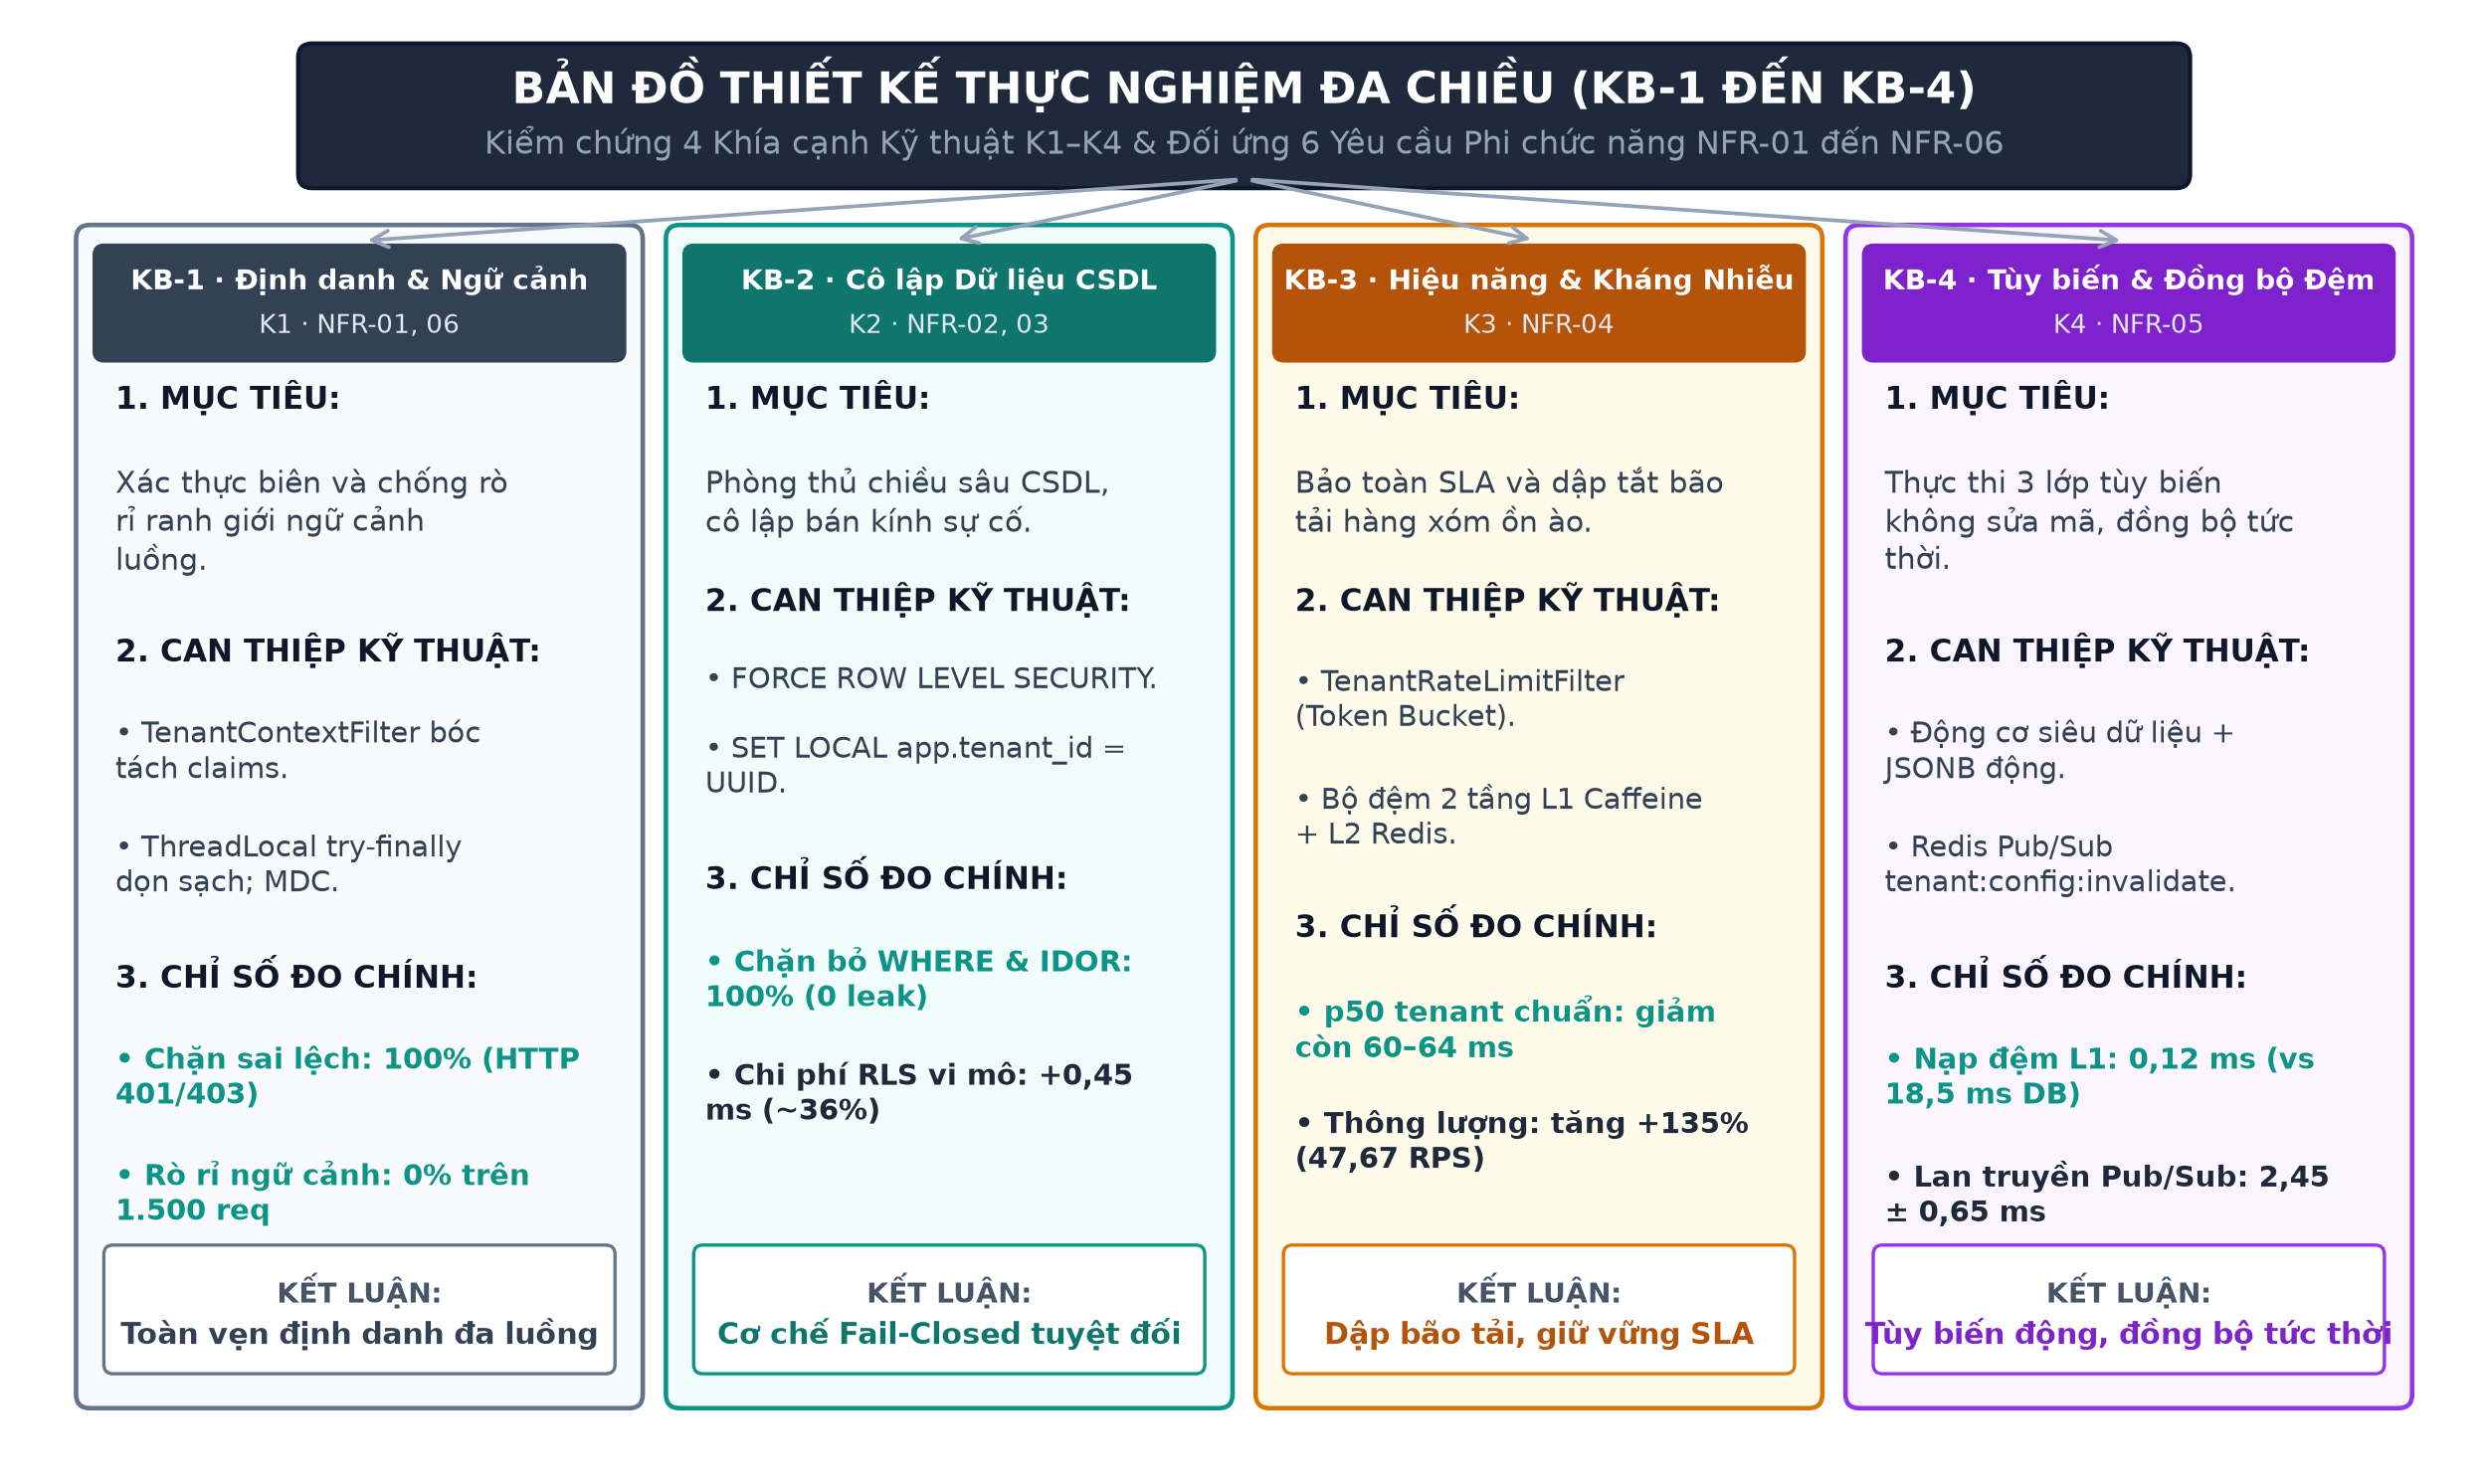 BẢN ĐỒ THIẾT KẾ THỰC NGHIỆM ĐA CHIỀU (KB-1 ĐẾN KB-4)
Kiểm chứng 4 Khía cạnh Kỹ thuật K1–K4 & Đối ứng 6 Yêu cầu Phi chức năng NFR-01 đến NFR-06
KB-1 · Định danh & Ngữ cảnh
K1 · NFR-01, 06
1. MỤC TIÊU:
Xác thực biên và chống rò
rỉ ranh giới ngữ cảnh
luồng.
2. CAN THIỆP KỸ THUẬT:
• TenantContextFilter bóc
tách claims.
• ThreadLocal try-finally
dọn sạch; MDC.
3. CHỈ SỐ ĐO CHÍNH:
• Chặn sai lệch: 100% (HTTP
401/403)
• Rò rỉ ngữ cảnh: 0% trên
1.500 req
KẾT LUẬN:
Toàn vẹn định danh đa luồng
KB-2 · Cô lập Dữ liệu CSDL
K2 · NFR-02, 03
1. MỤC TIÊU:
Phòng thủ chiều sâu CSDL,
cô lập bán kính sự cố.
2. CAN THIỆP KỸ THUẬT:
• FORCE ROW LEVEL SECURITY.
• SET LOCAL app.tenant_id =
UUID.
3. CHỈ SỐ ĐO CHÍNH:
• Chặn bỏ WHERE & IDOR:
100% (0 leak)
• Chi phí RLS vi mô: +0,45
ms (~36%)
KẾT LUẬN:
Cơ chế Fail-Closed tuyệt đối
KB-3 · Hiệu năng & Kháng Nhiễu
K3 · NFR-04
1. MỤC TIÊU:
Bảo toàn SLA và dập tắt bão
tải hàng xóm ồn ào.
2. CAN THIỆP KỸ THUẬT:
• TenantRateLimitFilter
(Token Bucket).
• Bộ đệm 2 tầng L1 Caffeine
+ L2 Redis.
3. CHỈ SỐ ĐO CHÍNH:
• p50 tenant chuẩn: giảm
còn 60–64 ms
• Thông lượng: tăng +135%
(47,67 RPS)
KẾT LUẬN:
Dập bão tải, giữ vững SLA
KB-4 · Tùy biến & Đồng bộ Đệm
K4 · NFR-05
1. MỤC TIÊU:
Thực thi 3 lớp tùy biến
không sửa mã, đồng bộ tức
thời.
2. CAN THIỆP KỸ THUẬT:
• Động cơ siêu dữ liệu +
JSONB động.
• Redis Pub/Sub
tenant:config:invalidate.
3. CHỈ SỐ ĐO CHÍNH:
• Nạp đệm L1: 0,12 ms (vs
18,5 ms DB)
• Lan truyền Pub/Sub: 2,45
± 0,65 ms
KẾT LUẬN:
Tùy biến động, đồng bộ tức thời